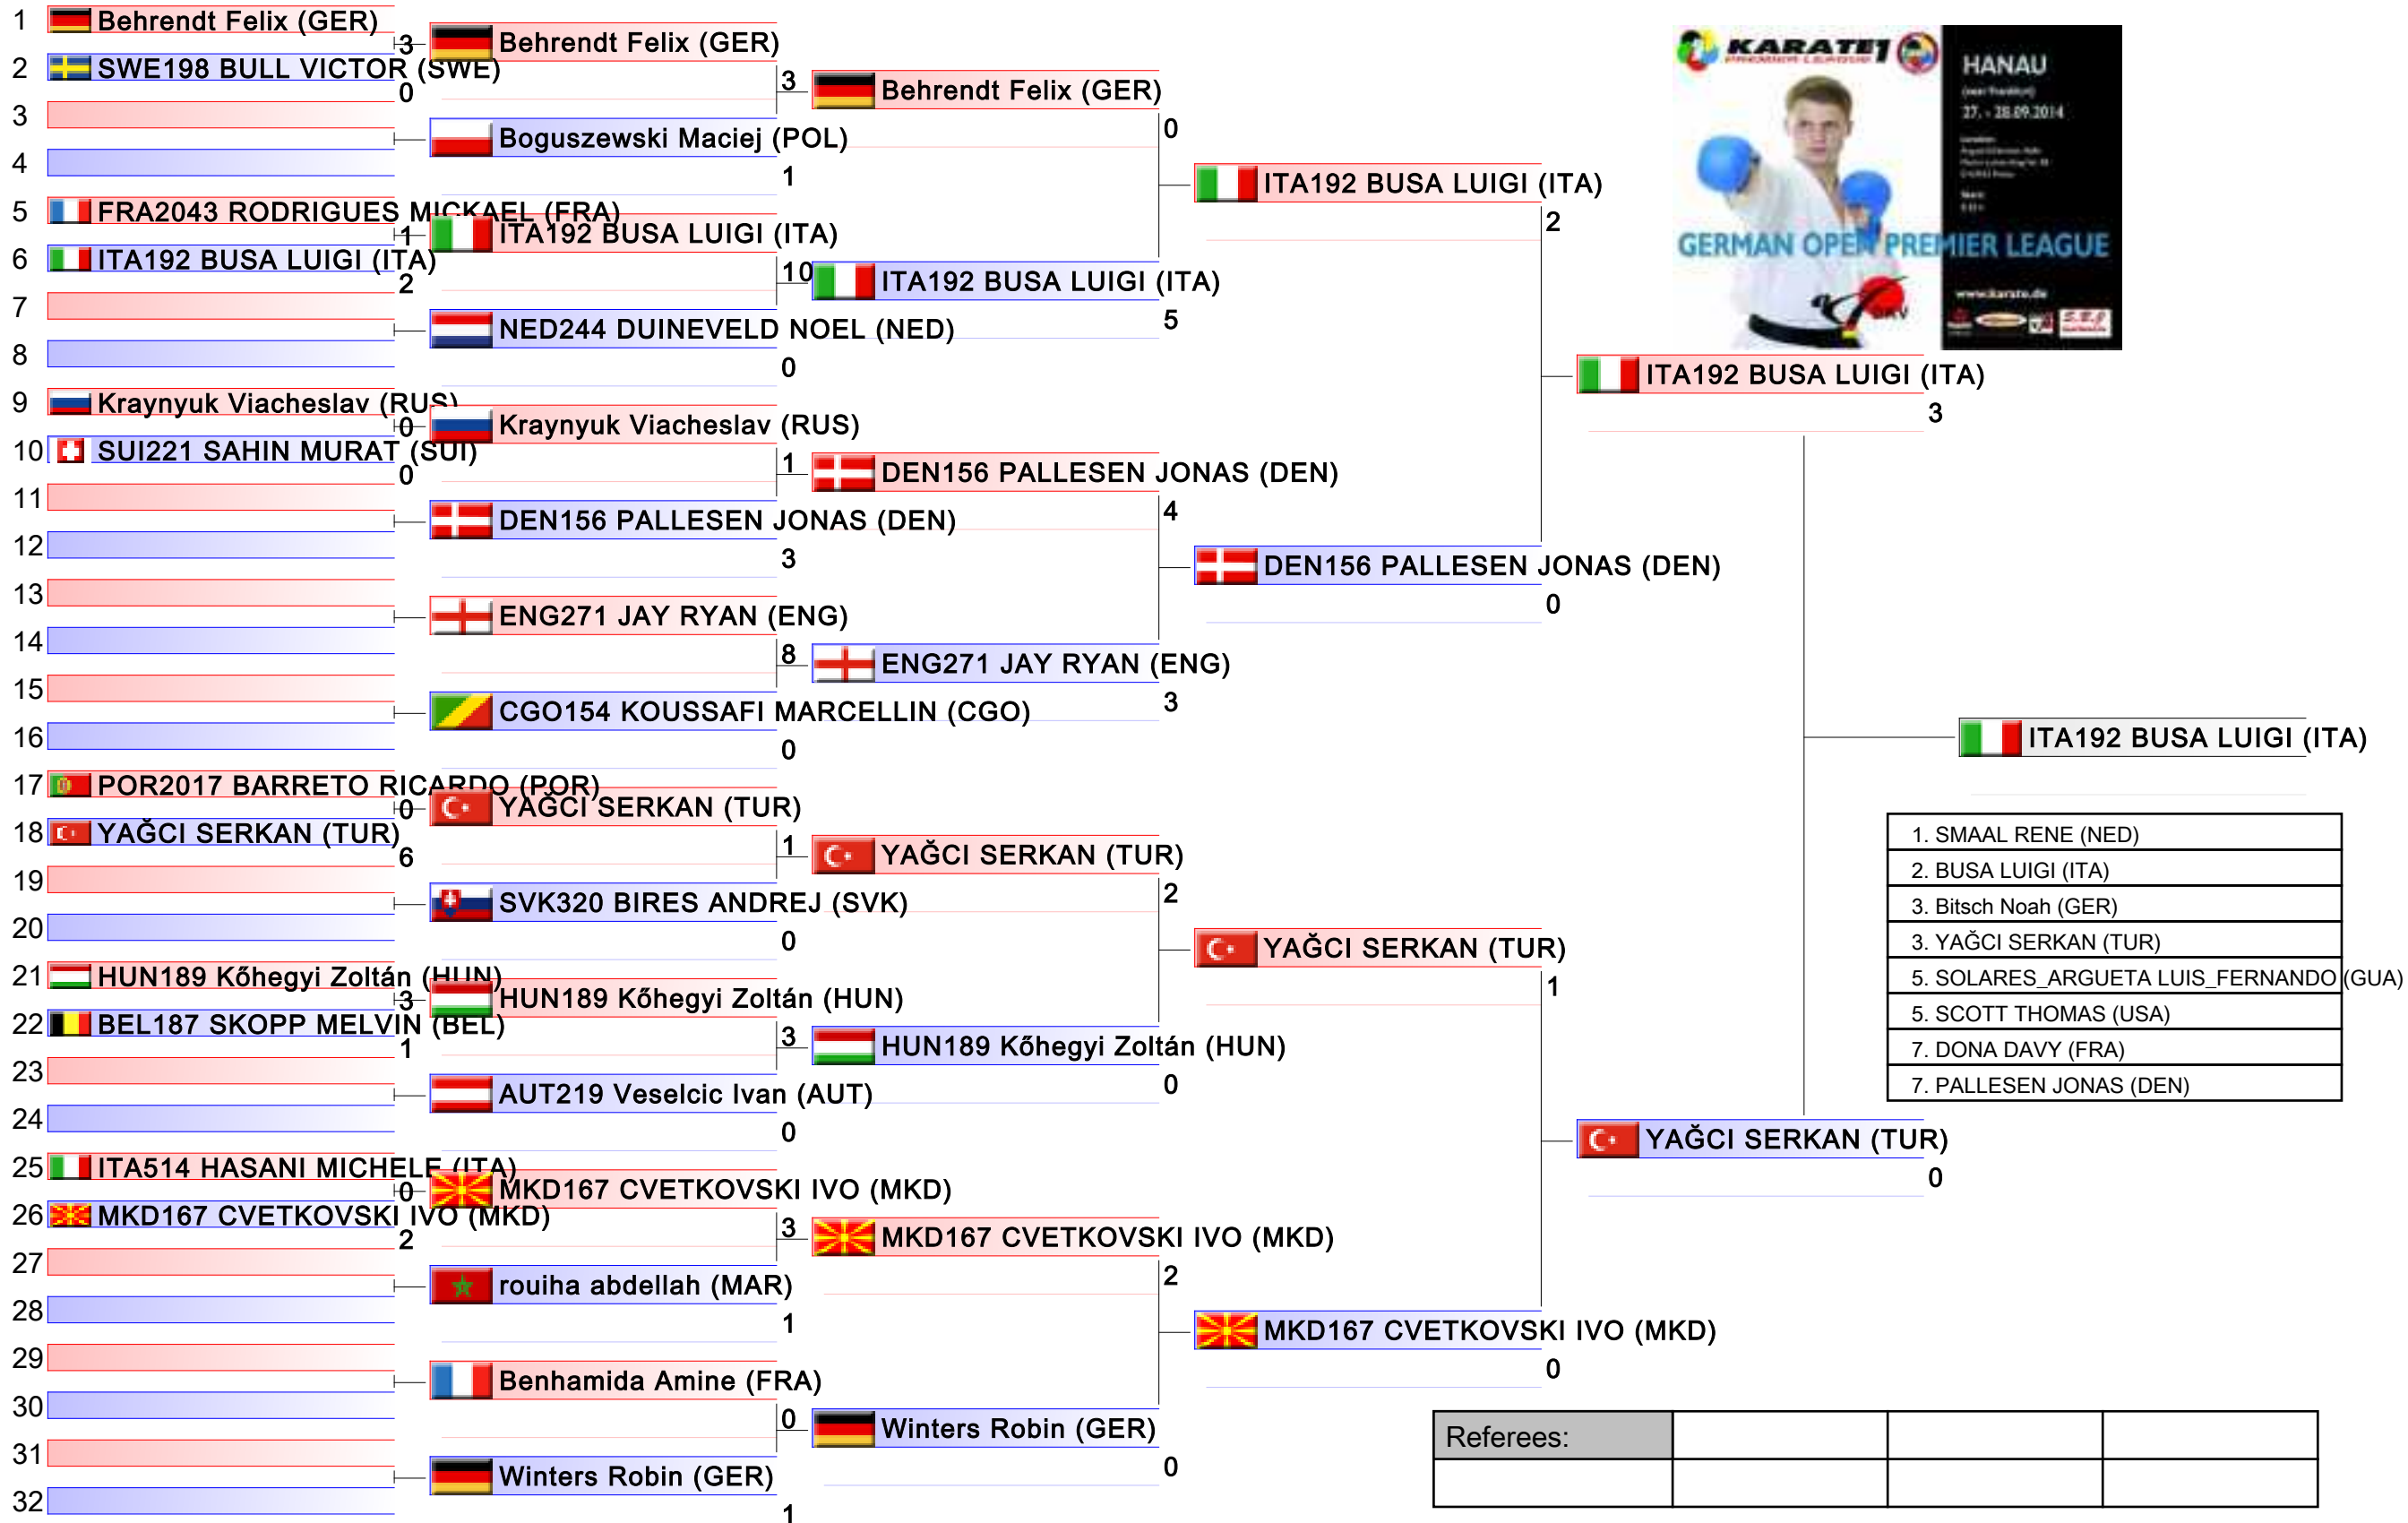 1 Behrendt Felix (GER)
3
2 SWE198 BULL VICTOR (SWE)
0
3
4
5 FRA2043 RODRIGUES MICKAEL (FRA)
1
6 ITA192 BUSA LUIGI (ITA)
2
7
8
9 Kraynyuk Viacheslav (RUS)
0
10 SUI221 SAHIN MURAT (SUI)
0
11
12
13
14
15
16
17 POR2017 BARRETO RICARDO (POR)
0
18 YAĞCI SERKAN (TUR)
6
19
20
21 HUN189 Kőhegyi Zoltán (HUN)
3
22 BEL187 SKOPP MELVIN (BEL)
1
23
24
25 ITA514 HASANI MICHELE (ITA)
0
26 MKD167 CVETKOVSKI IVO (MKD)
2
27
28
29
30
31
32
Behrendt Felix (GER)
3
Boguszewski Maciej (POL)
1
ITA192 BUSA LUIGI (ITA)
10
NED244 DUINEVELD NOEL (NED)
0
Kraynyuk Viacheslav (RUS)
1
DEN156 PALLESEN JONAS (DEN)
3
ENG271 JAY RYAN (ENG)
8
CGO154 KOUSSAFI MARCELLIN (CGO)
0
YAĞCI SERKAN (TUR)
1
SVK320 BIRES ANDREJ (SVK)
0
HUN189 Kőhegyi Zoltán (HUN)
3
AUT219 Veselcic Ivan (AUT)
0
MKD167 CVETKOVSKI IVO (MKD)
3
rouiha abdellah (MAR)
1
Benhamida Amine (FRA)
0
Winters Robin (GER)
1
Behrendt Felix (GER)
0
ITA192 BUSA LUIGI (ITA)
5
DEN156 PALLESEN JONAS (DEN)
4
ENG271 JAY RYAN (ENG)
3
YAĞCI SERKAN (TUR)
2
HUN189 Kőhegyi Zoltán (HUN)
0
MKD167 CVETKOVSKI IVO (MKD)
2
Winters Robin (GER)
0
ITA192 BUSA LUIGI (ITA)
2
DEN156 PALLESEN JONAS (DEN)
0
YAĞCI SERKAN (TUR)
1
MKD167 CVETKOVSKI IVO (MKD)
0
ITA192 BUSA LUIGI (ITA)
3
YAĞCI SERKAN (TUR)
0
ITA192 BUSA LUIGI (ITA)
KARATE1
PREMIER LEAGUE
HANAU
27. - 28.09.2014
GERMAN OPEN PREMIER LEAGUE
www.karate.de
1. SMAAL RENE (NED)
2. BUSA LUIGI (ITA)
3. Bitsch Noah (GER)
3. YAĞCI SERKAN (TUR)
5. SOLARES_ARGUETA LUIS_FERNANDO (GUA)
5. SCOTT THOMAS (USA)
7. DONA DAVY (FRA)
7. PALLESEN JONAS (DEN)
Referees: